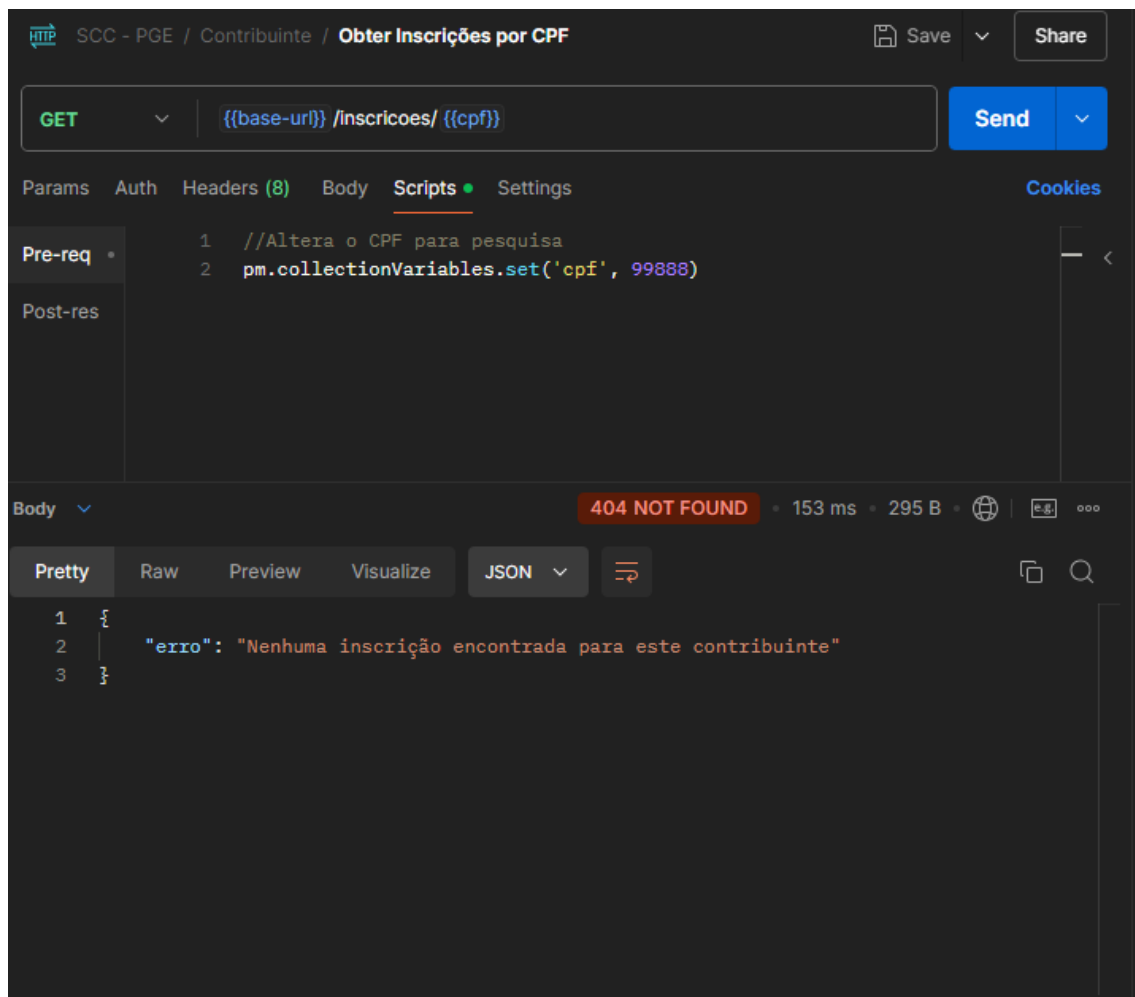 HTTP SCC - PGE / Contribuinte / Obter Inscrições por CPF Save Share
GET {{base-url}} /inscricoes/ {{cpf}} Send
Params Auth Headers (8) Body Scripts Settings Cookies
Pre-req
Post-res
1 //Altera o CPF para pesquisa
2 pm.collectionVariables.set('cpf', 99888)
Body 404 NOT FOUND 153 ms 295 B e.g.
Pretty Raw Preview Visualize JSON
1 {
2 "erro": "Nenhuma inscrição encontrada para este contribuinte"
3 }